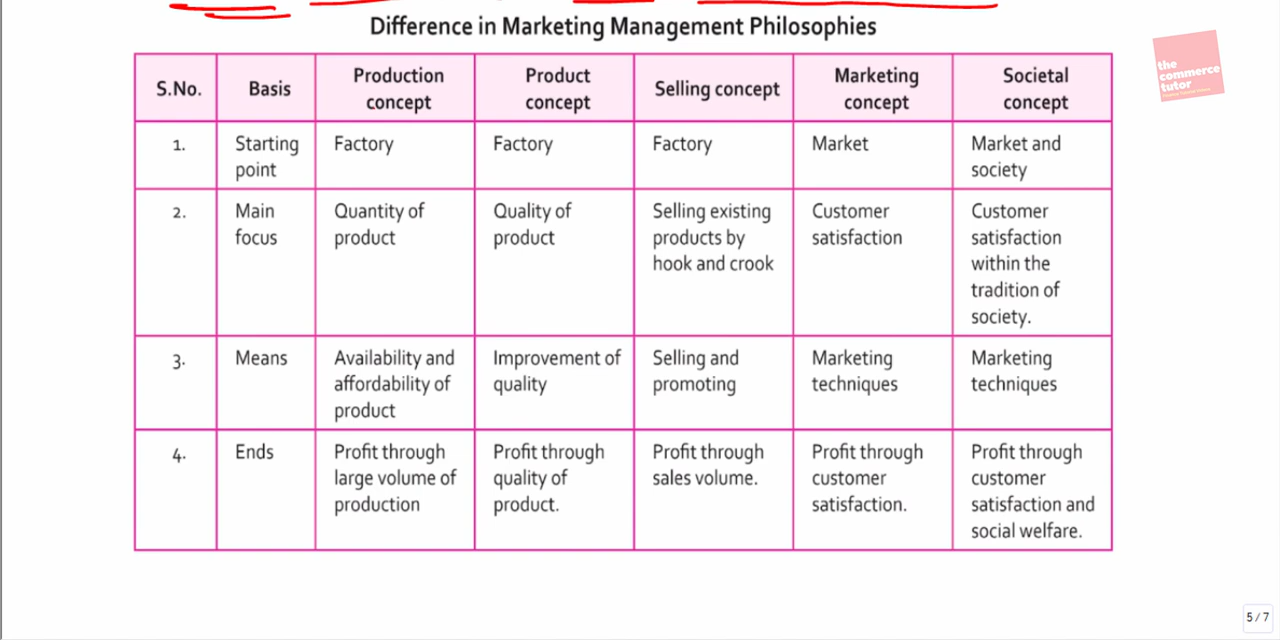 Difference in Marketing Management Philosophies
the
commerce
tutor
S.No.
Basis
Production
concept
Product
concept
Selling concept
Marketing
concept
Societal
concept
1.
Starting
point
Factory
Factory
Factory
Market
Market and
society
2.
Main
focus
Quantity of
product
Quality of
product
Selling existing
products by
hook and crook
Customer
satisfaction
Customer
satisfaction
within the
tradition of
society.
3.
Means
Availability and
affordability of
product
Improvement of
quality
Selling and
promoting
Marketing
techniques
Marketing
techniques
4.
Ends
Profit through
large volume of
production
Profit through
quality of
product.
Profit through
sales volume.
Profit through
customer
satisfaction.
Profit through
customer
satisfaction and
social welfare.
5 / 7